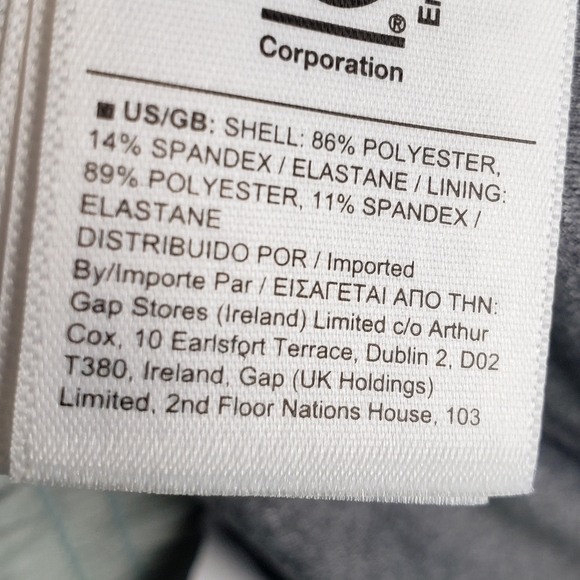 ®
Corporation
US/GB: SHELL: 86% POLYESTER,
14% SPANDEX / ELASTANE / LINING:
89% POLYESTER, 11% SPANDEX /
ELASTANE
DISTRIBUIDO POR / Imported
By/Importe Par / ΕΙΣΑΓΕΤΑΙ ΑΠΟ ΤΗΝ:
Gap Stores (Ireland) Limited c/o Arthur
Cox, 10 Earlsfort Terrace, Dublin 2, D02
T380, Ireland, Gap (UK Holdings)
Limited, 2nd Floor Nations House, 103